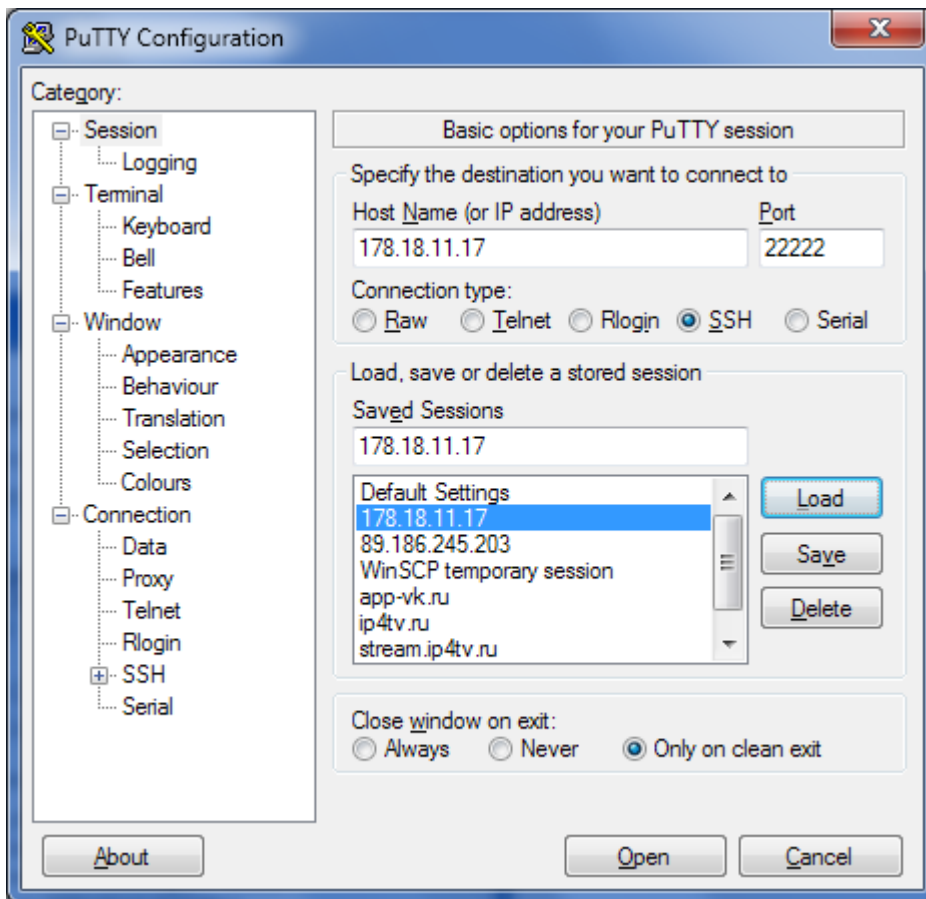 PuTTY Configuration
Category:
Session
Logging
Terminal
Keyboard
Bell
Features
Window
Appearance
Behaviour
Translation
Selection
Colours
Connection
Data
Proxy
Telnet
Rlogin
SSH
Serial
Basic options for your PuTTY session
Specify the destination you want to connect to
Host Name (or IP address) Port
178.18.11.17 22222
Connection type:
Raw Telnet Rlogin SSH Serial
Load, save or delete a stored session
Saved Sessions
178.18.11.17
Default Settings
178.18.11.17
89.186.245.203
WinSCP temporary session
app-vk.ru
ip4tv.ru
stream.ip4tv.ru
Load
Save
Delete
Close window on exit:
Always Never Only on clean exit
About Open Cancel